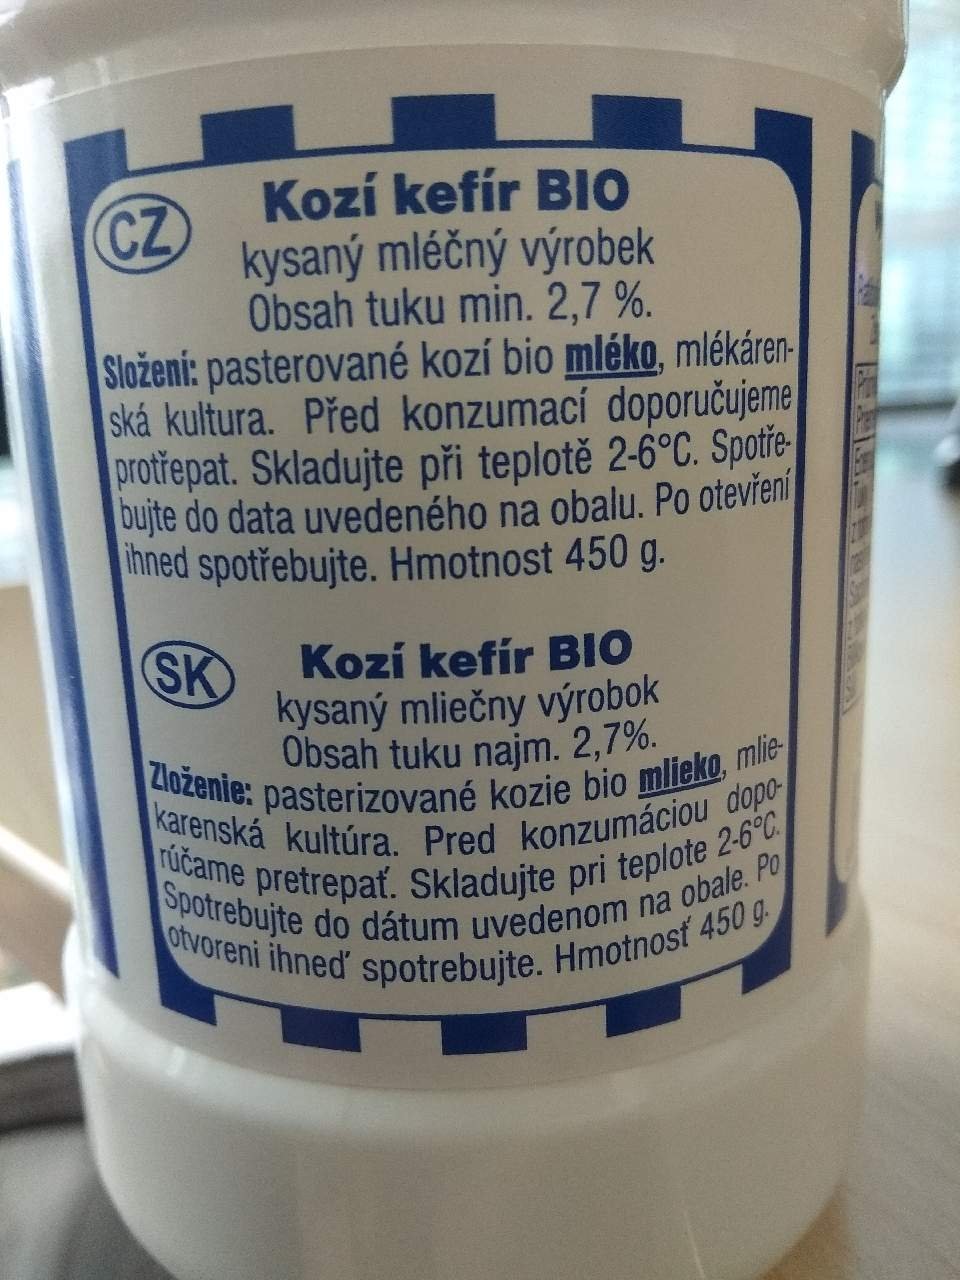 CZ
Kozí kefír BIO
kysaný mléčný výrobek
Obsah tuku min. 2,7 %.
Složení: pasterované kozí bio mléko, mlékáren-
ská kultura. Před konzumací doporučujeme
protřepat. Skladujte při teplotě 2-6°C. Spotře-
bujte do data uvedeného na obalu. Po otevření
ihned spotřebujte. Hmotnost 450 g.
SK
Kozí kefír BIO
kysaný mliečny výrobok
Obsah tuku najm. 2,7%.
Zloženie: pasterizované kozie bio mlieko, mlie-
karenská kultúra. Pred konzumáciou dopo-
rúčame pretrepať. Skladujte pri teplote 2-6°C.
Spotrebujte do dátum uvedenom na obale. Po
otvoreni ihneď spotrebujte. Hmotnosť 450 g.